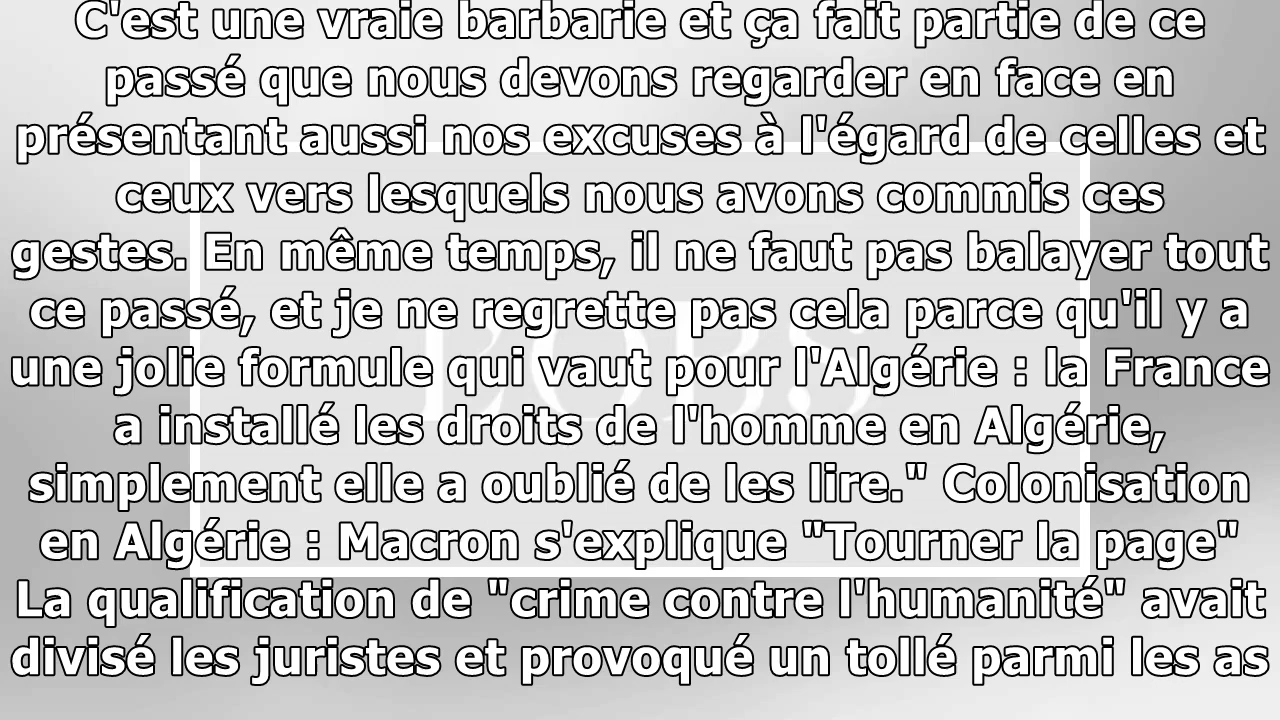 C'est une vraie barbarie et ça fait partie de ce
passé que nous devons regarder en face en
présentant aussi nos excuses à l'égard de celles et
ceux vers lesquels nous avons commis ces
gestes. En même temps, il ne faut pas balayer tout
ce passé, et je ne regrette pas cela parce qu'il y a
une jolie formule qui vaut pour l'Algérie : la France
a installé les droits de l'homme en Algérie,
simplement elle a oublié de les lire." Colonisation
en Algérie : Macron s'explique "Tourner la page"
La qualification de "crime contre l'humanité" avait
divisé les juristes et provoqué un tollé parmi les as